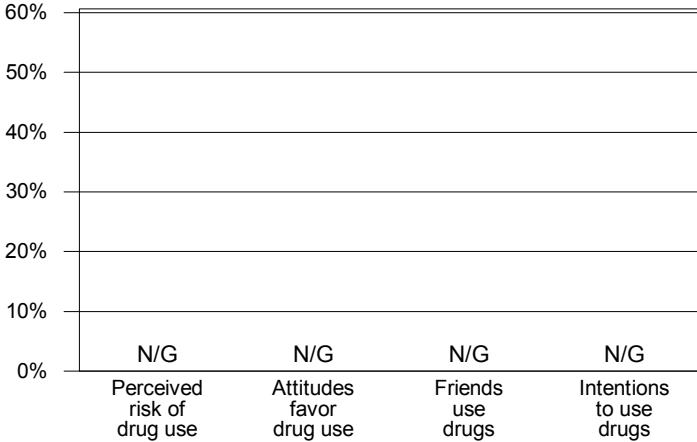 60%
50%
40%
30%
20%
10%
0%
N/G N/G N/G N/G
Perceived
risk of
drug use
Attitudes
favor
drug use
Friends
use
drugs
Intentions
to use
drugs